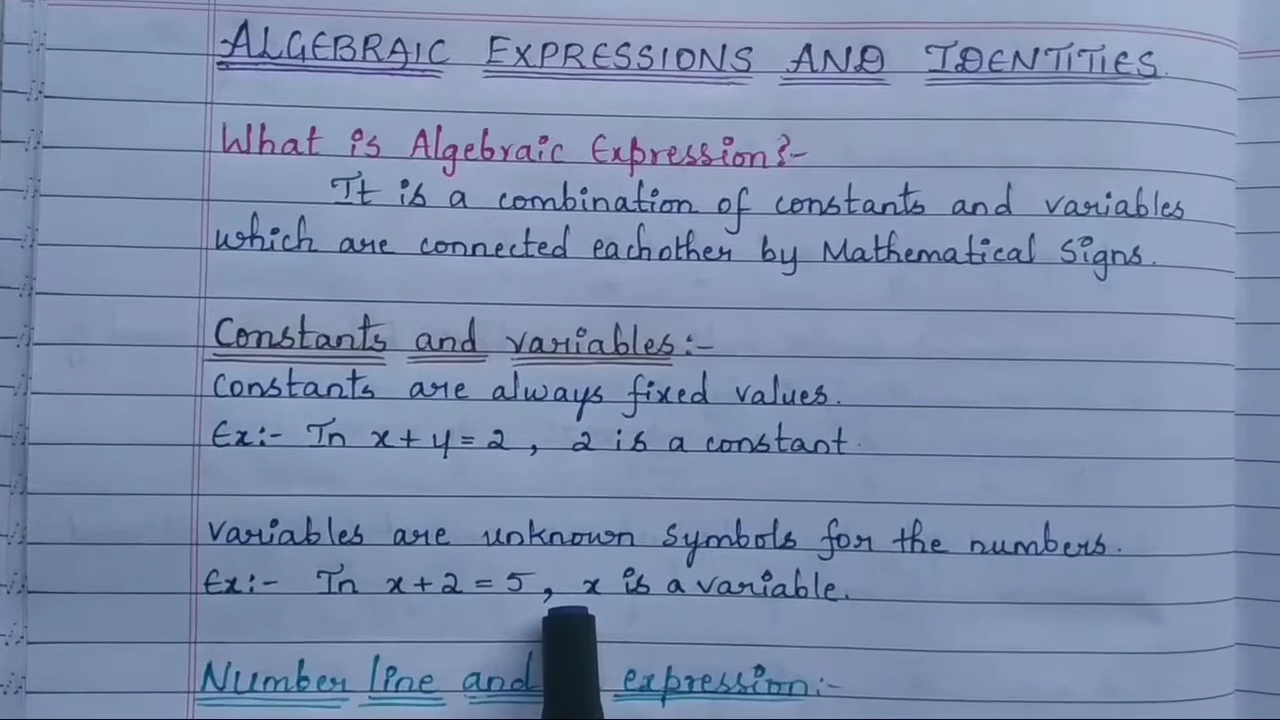 ALGEBRAIC EXPRESSIONS AND IDENTITIES.
What is Algebraic Expression?-
It is a combination of constants and variables
which are connected eachother by Mathematical Signs.
Constants and variables:-
Constants are always fixed values.
Ex:- In x+y=2, 2 is a constant.
Variables are unknown symbols for the numbers.
Ex:- In x+2=5, x is a variable.
Number line and expression:-